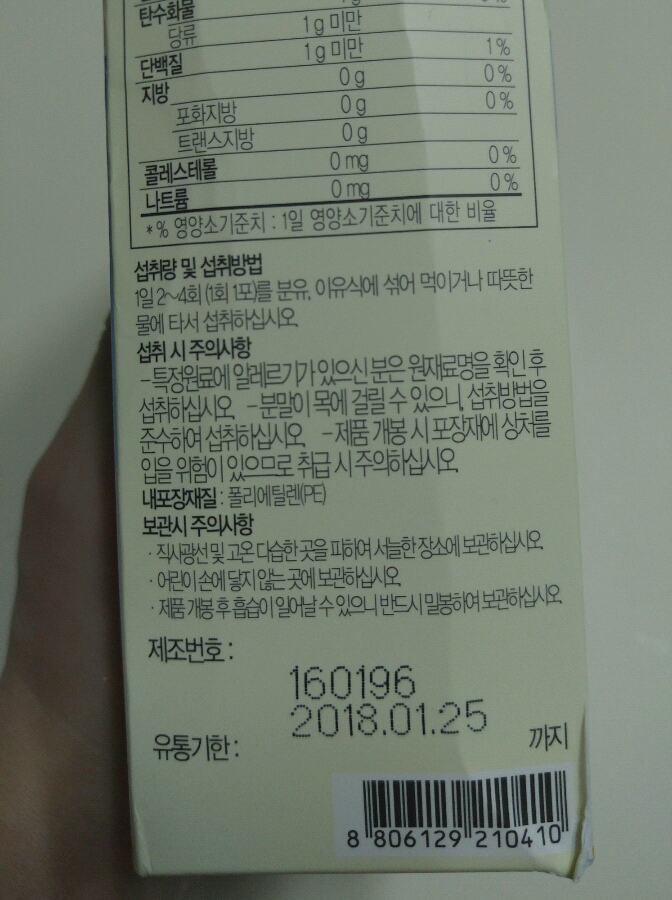 탄수화물
당류 1g 미만
단백질 1g 미만 1%
지방 0g 0%
포화지방 0g 0%
트랜스지방 0g
콜레스테롤 0mg 0%
나트륨 0mg 0%
*% 영양소기준치 : 1일 영양소기준치에 대한 비율
섭취량 및 섭취방법
1일 2~4회 (1회 1포)를 분유, 이유식에 섞어 먹이거나 따뜻한
물에 타서 섭취하십시오.
섭취 시 주의사항
-특정원료에 알레르기가 있으신 분은 원재료명을 확인 후
섭취하십시오. -분말이 목에 걸릴 수 있으니, 섭취방법을
준수하여 섭취하십시오. -제품 개봉 시 포장재에 상처를
입을 위험이 있으므로 취급 시 주의하십시오.
내포장재질 : 폴리에틸렌(PE)
보관시 주의사항
· 직사광선 및 고온 다습한 곳을 피하여 서늘한 장소에 보관하십시오.
· 어린이 손에 닿지 않는 곳에 보관하십시오.
· 제품 개봉 후 흡습이 일어날 수 있으니 반드시 밀봉하여 보관하십시오.
제조번호 :
160196
2018.01.25
유통기한 : 까지
8 806129 210410